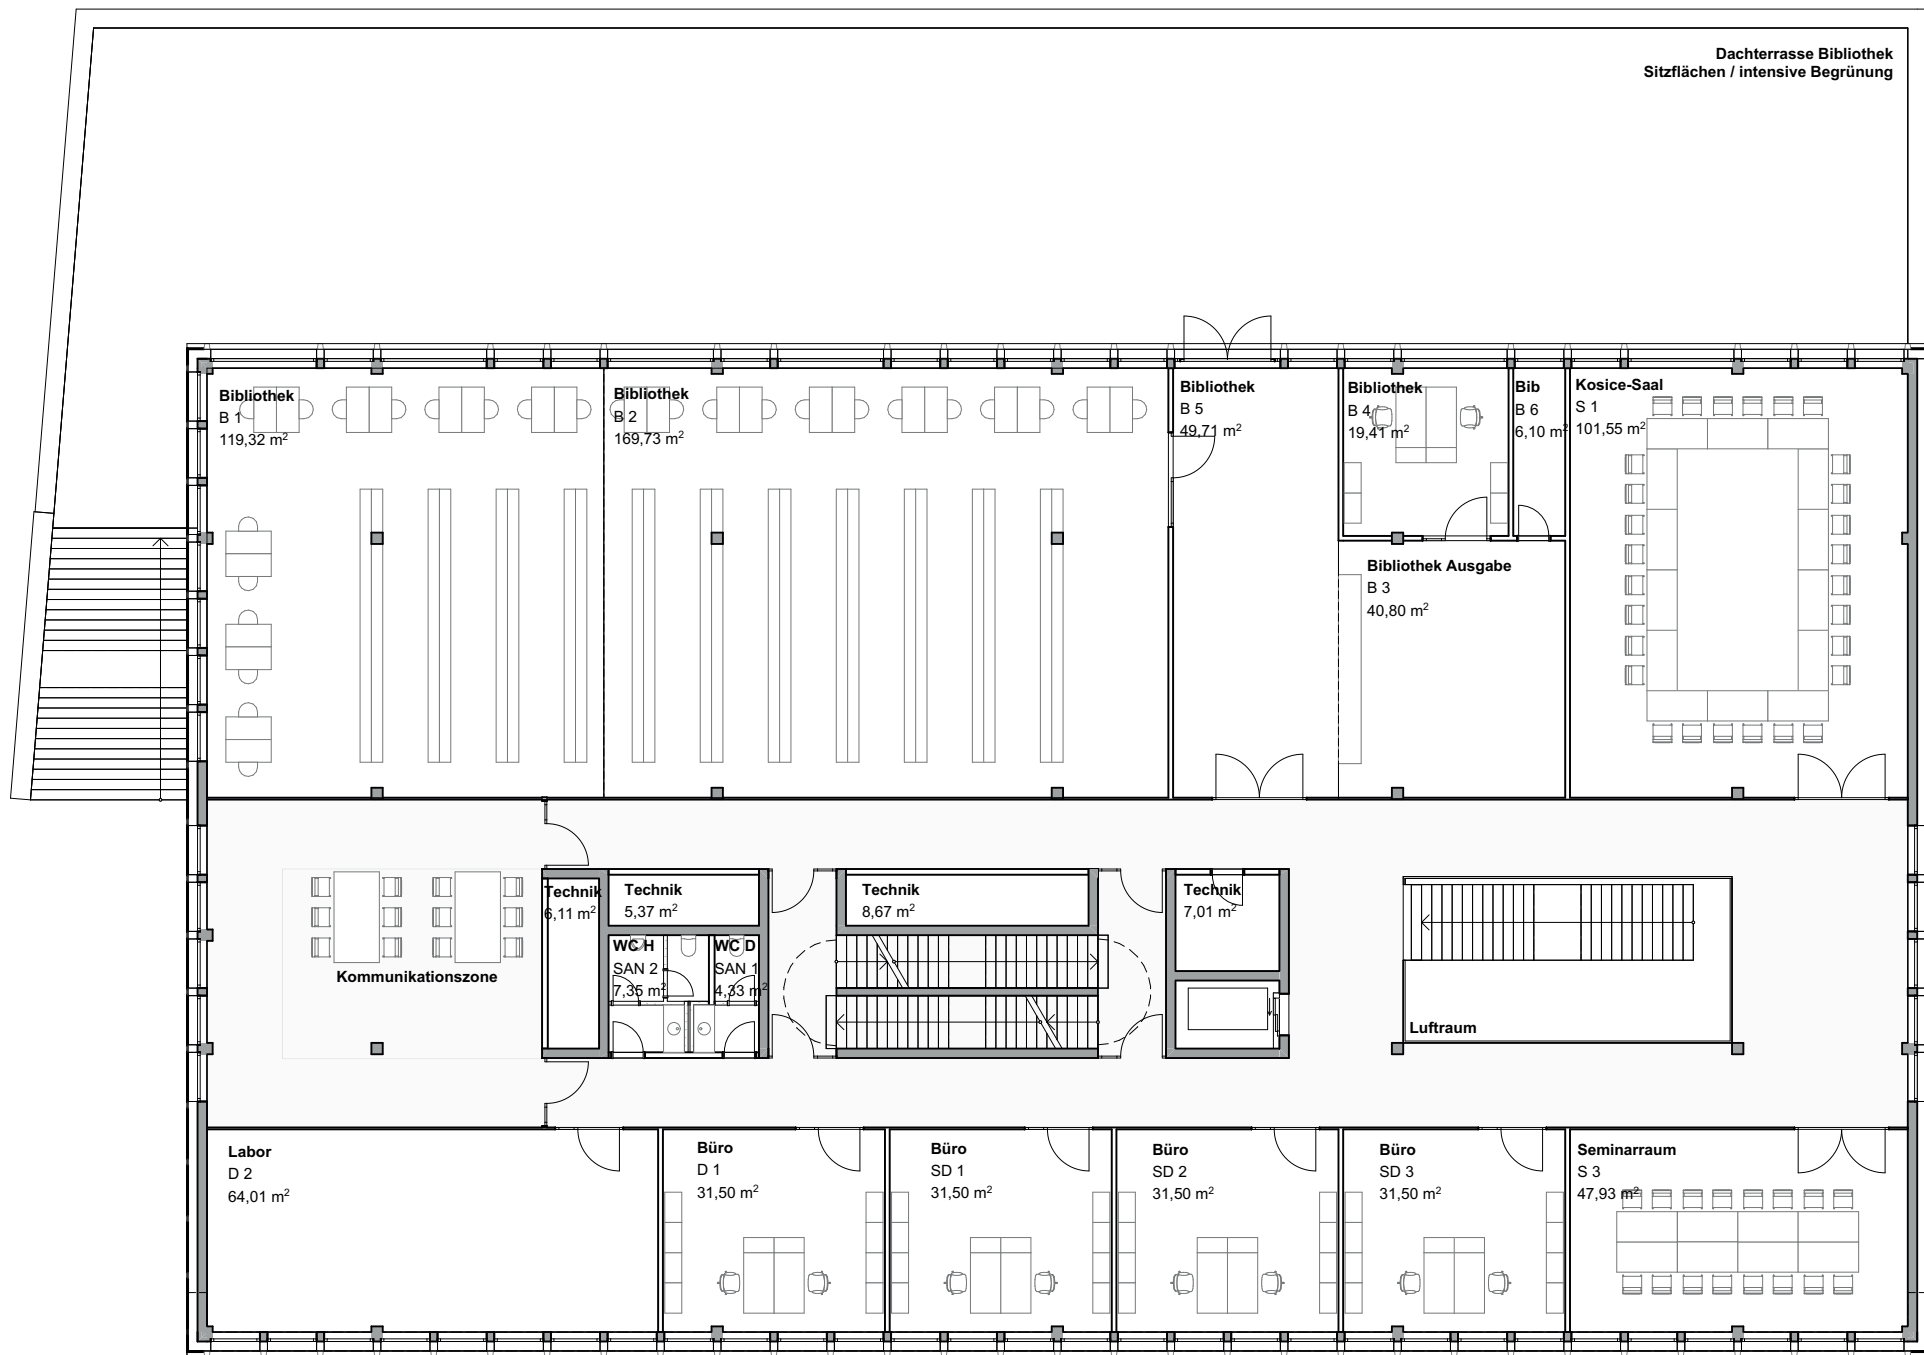 Dachterrasse Bibliothek
Sitzflächen / intensive Begrünung
Bibliothek
B 1
119,32 m²
Bibliothek
B 2
169,73 m²
Bibliothek
B 5
49,71 m²
Bibliothek
B 4
19,41 m²
Bib
B 6
6,10 m²
Kosice-Saal
S 1
101,55 m²
Bibliothek Ausgabe
B 3
40,80 m²
Technik
6,11 m²
Technik
5,37 m²
Technik
8,67 m²
Technik
7,01 m²
WC H
SAN 2
7,35 m²
WC D
SAN 1
4,33 m²
Kommunikationszone
Luftraum
Labor
D 2
64,01 m²
Büro
D 1
31,50 m²
Büro
SD 1
31,50 m²
Büro
SD 2
31,50 m²
Büro
SD 3
31,50 m²
Seminarraum
S 3
47,93 m²